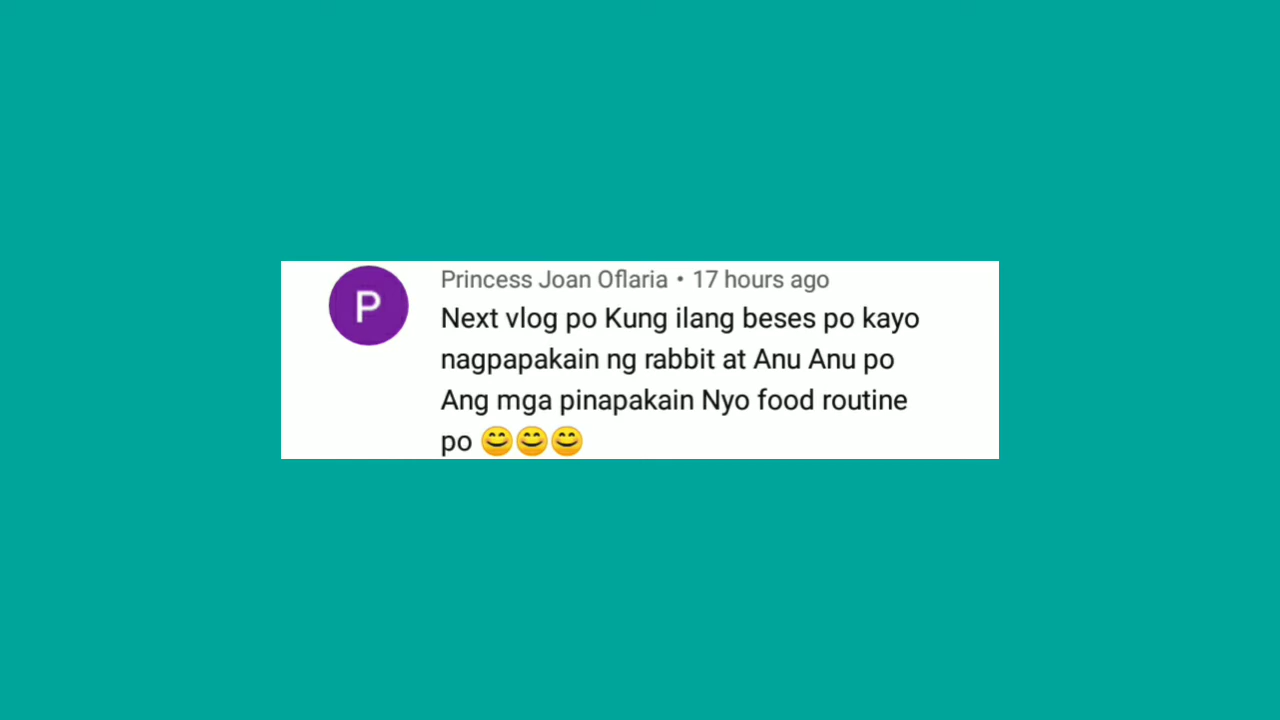 P
Princess Joan Oflaria • 17 hours ago
Next vlog po Kung ilang beses po kayo
nagpapakain ng rabbit at Anu Anu po
Ang mga pinapakain Nyo food routine
po 😊😊😊